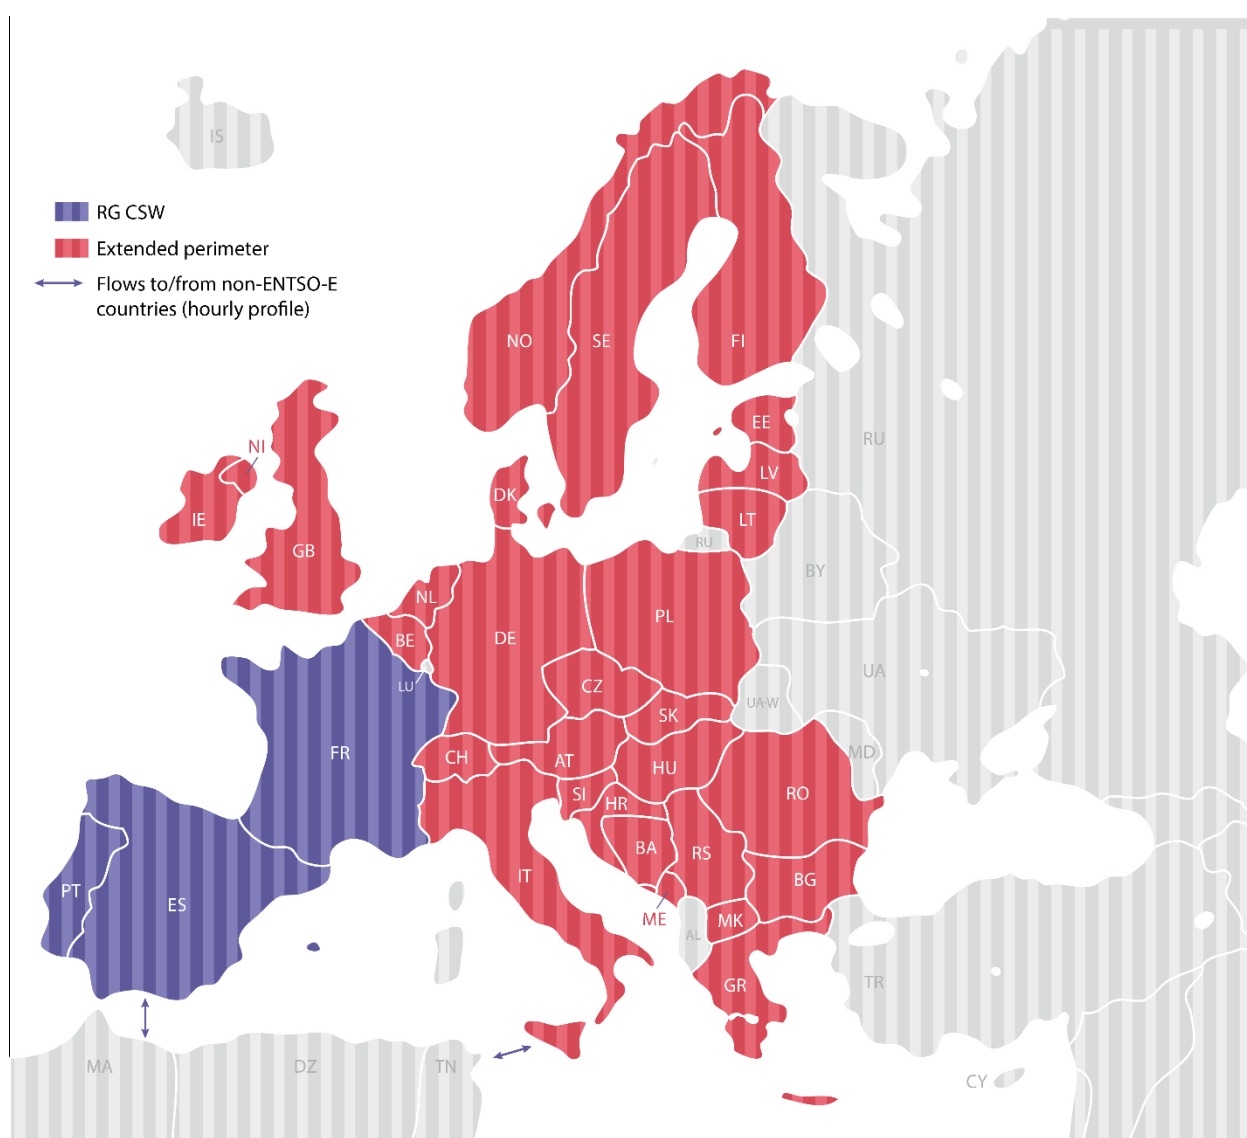 IS
RG CSW
Extended perimeter
Flows to/from non-ENTSO-E
countries (hourly profile)
NO
SE
FI
EE
RU
NI
LV
DK
IE
LT
GB
RU
BY
NL
PL
BE
DE
UA
LU
CZ
UA-W
SK
FR
CH
AT
MD
HU
SI
HR
RO
BA
RS
IT
BG
PT
ES
ME
MK
AL
TR
GR
MA
DZ
TN
CY